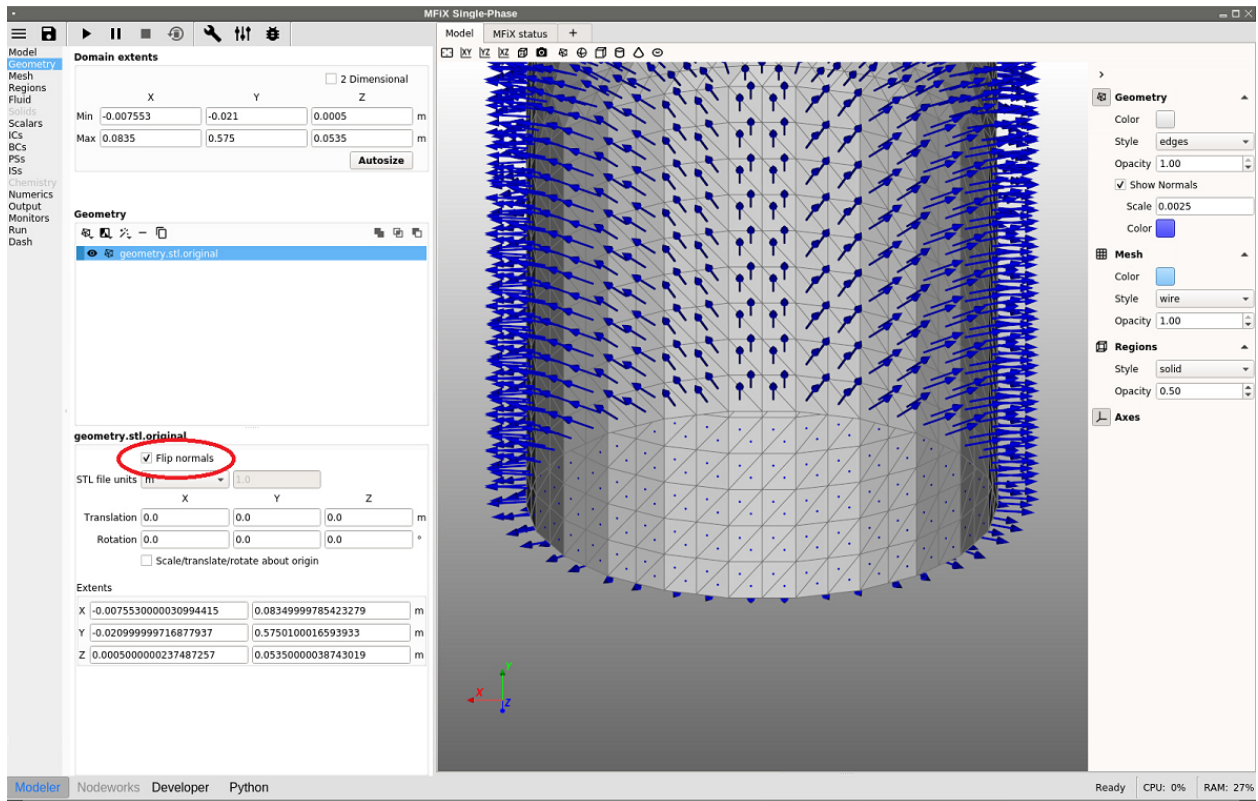 MFiX Single-Phase
Model
Geometry
Mesh
Regions
Fluid
Solids
Scalars
ICs
BCs
PSs
ISs
Chemistry
Numerics
Output
Monitors
Run
Dash
Domain extents
2 Dimensional
X Y Z
Min -0.007553 -0.021 0.0005 m
Max 0.0835 0.575 0.0535 m
Autosize
Geometry
geometry.stl.original
geometry.stl.original
Flip normals
STL file units m 1.0
X Y Z
Translation 0.0 0.0 0.0 m
Rotation 0.0 0.0 0.0 °
Scale/translate/rotate about origin
Extents
X -0.0075530000030994415 0.08349999785423279 m
Y -0.020999999716877937 0.5750100016593933 m
Z 0.0005000000237487257 0.05350000038743019 m
Model MFiX status +
XY YZ XZ
Y
X
Z
Geometry
Color
Style edges
Opacity 1.00
Show Normals
Scale 0.0025
Color
Mesh
Color
Style wire
Opacity 1.00
Regions
Style solid
Opacity 0.50
Axes
Modeler Nodeworks Developer Python
Ready CPU: 0% RAM: 27%